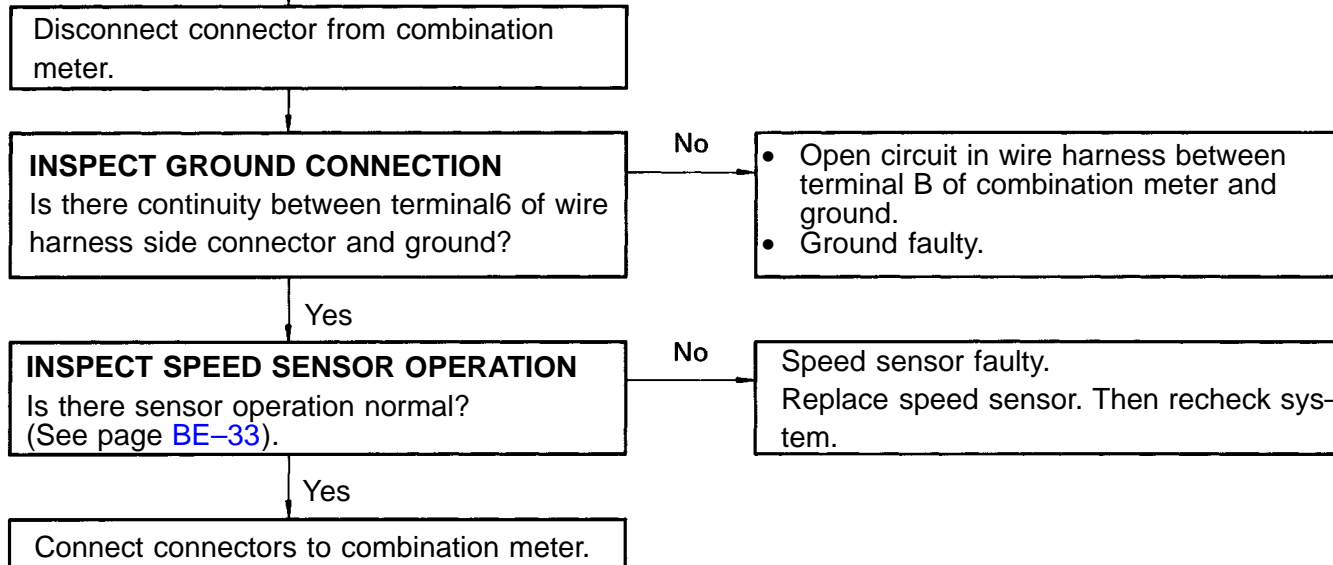 Disconnect connector from combination
meter.
INSPECT GROUND CONNECTION
Is there continuity between terminal6 of wire
harness side connector and ground?
No
• Open circuit in wire harness between
terminal B of combination meter and
ground.
• Ground faulty.
Yes
INSPECT SPEED SENSOR OPERATION
Is there sensor operation normal?
(See page BE–33).
No
Speed sensor faulty.
Replace speed sensor. Then recheck sys–
tem.
Yes
Connect connectors to combination meter.